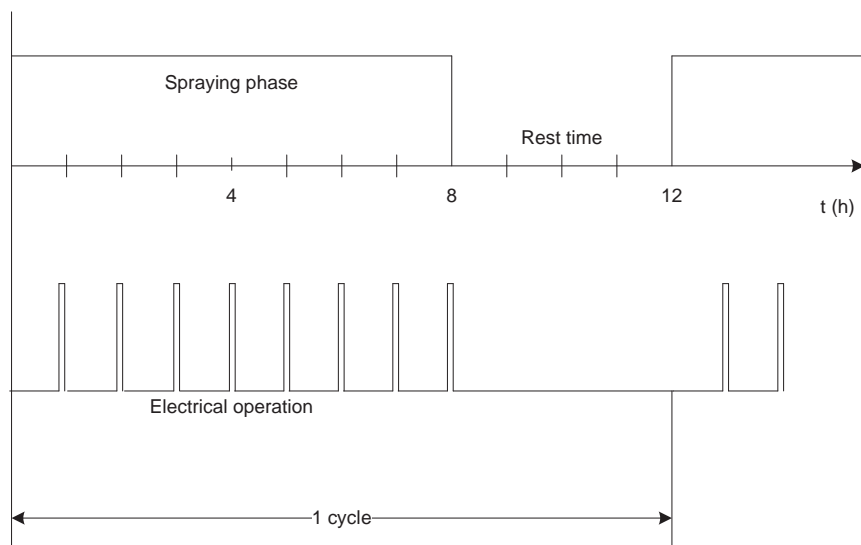 Spraying phase
Rest time
4
8
12
t (h)
Electrical operation
1 cycle